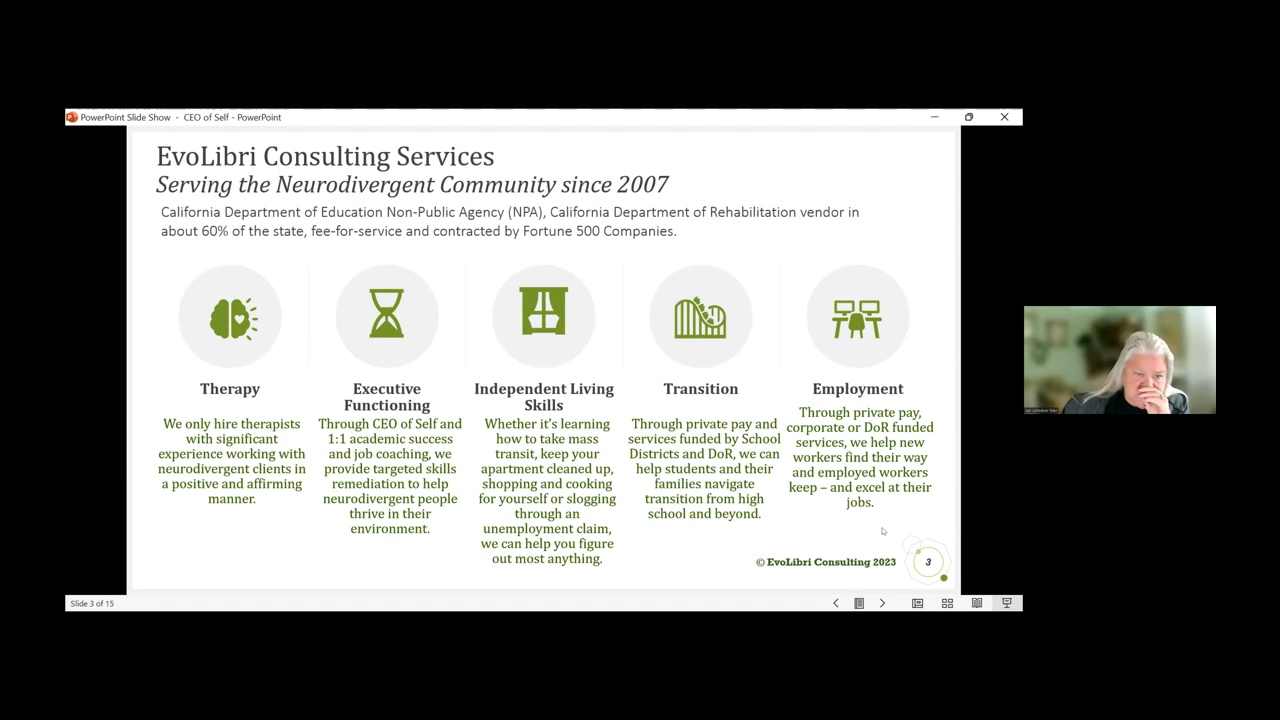 PowerPoint Slide Show - CEO of Self - PowerPoint
EvoLibri Consulting Services
Serving the Neurodivergent Community since 2007
California Department of Education Non-Public Agency (NPA), California Department of Rehabilitation vendor in
about 60% of the state, fee-for-service and contracted by Fortune 500 Companies.
Therapy
We only hire therapists
with significant
experience working with
neurodivergent clients in
a positive and affirming
manner.
Executive
Functioning
Through CEO of Self and
1:1 academic success
and job coaching, we
provide targeted skills
remediation to help
neurodivergent people
thrive in their
environment.
Independent Living
Skills
Whether it's learning
how to take mass
transit, keep your
apartment cleaned up,
shopping and cooking
for yourself or slogging
through an
unemployment claim,
we can help you figure
out most anything.
Transition
Through private pay and
services funded by School
Districts and DoR, we can
help students and their
families navigate
transition from high
school and beyond.
Employment
Through private pay,
corporate or DoR funded
services, we help new
workers find their way
and employed workers
keep – and excel at their
jobs.
© EvoLibri Consulting 2023
3
Slide 3 of 15